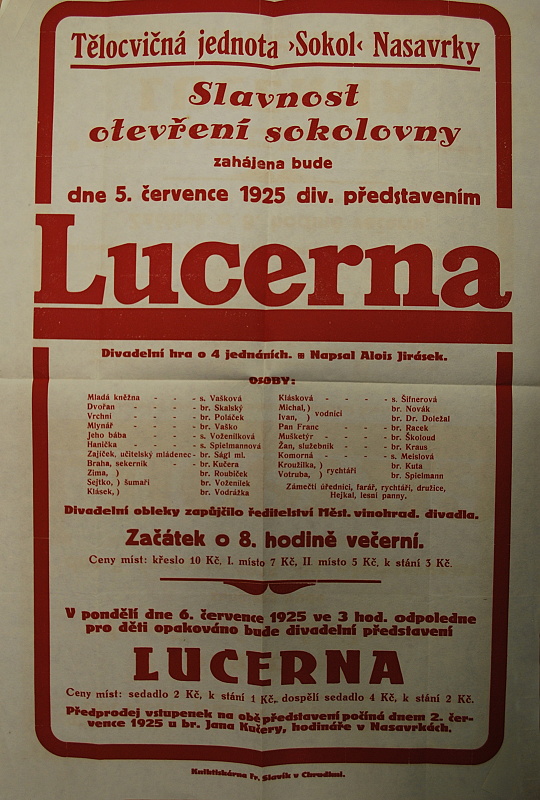 Tělocvičná jednota ›Sokol‹ Nasavrky
Slavnost
otevření sokolovny
zahájena bude
dne 5. července 1925 div. představením
Lucerna
Divadelní hra o 4 jednáních. Napsal Alois Jirásek.
OSOBY:
Mladá kněžna - - - s. Vašková
Dvořan - - - - br. Skalský
Vrchní - - - - br. Poláček
Mlynář - - - - br. Vaško
Jeho bába - - - s. Voženilková
Hanička - - - - s. Spielmannová
Zajíček, učitelský mládenec - br. Ságl ml.
Braha, sekerník - - br. Kučera
Zima, ) br. Roubíček
Sejtko, ) šumaři br. Voženílek
Klásek, ) br. Vodrážka
Klásková - - - - s. Šifnerová
Michal, ) br. Novák
Ivan, ) vodníci br. Dr. Doležal
Pan Franc - - - br. Racek
Mušketýr - - - - br. Školoud
Žan, služebník - - - br. Kraus
Komorná - - - - s. Meislová
Kroužilka, ) br. Kuta
Votruba, ) rychtáři br. Spielmann
Zámečtí úředníci, farář, rychtáři, družice,
Hejkal, lesní panny.
Divadelní obleky zapůjčilo ředitelství Měst. vinohrad. divadla.
Začátek o 8. hodině večerní.
Ceny míst: křeslo 10 Kč, I. místo 7 Kč, II. místo 5 Kč, k stání 3 Kč.
V pondělí dne 6. července 1925 ve 3 hod. odpoledne
pro děti opakováno bude divadelní představení
LUCERNA
Ceny míst: sedadlo 2 Kč, k stání 1 Kč, dospělí sedadlo 4 Kč, k stání 2 Kč.
Předprodej vstupenek na obě představení počíná dnem 2. čer-
vence 1925 u br. Jana Kučery, hodináře v Nasavrkách.
Knihtiskárna Fr. Slavík v Chrudimi.